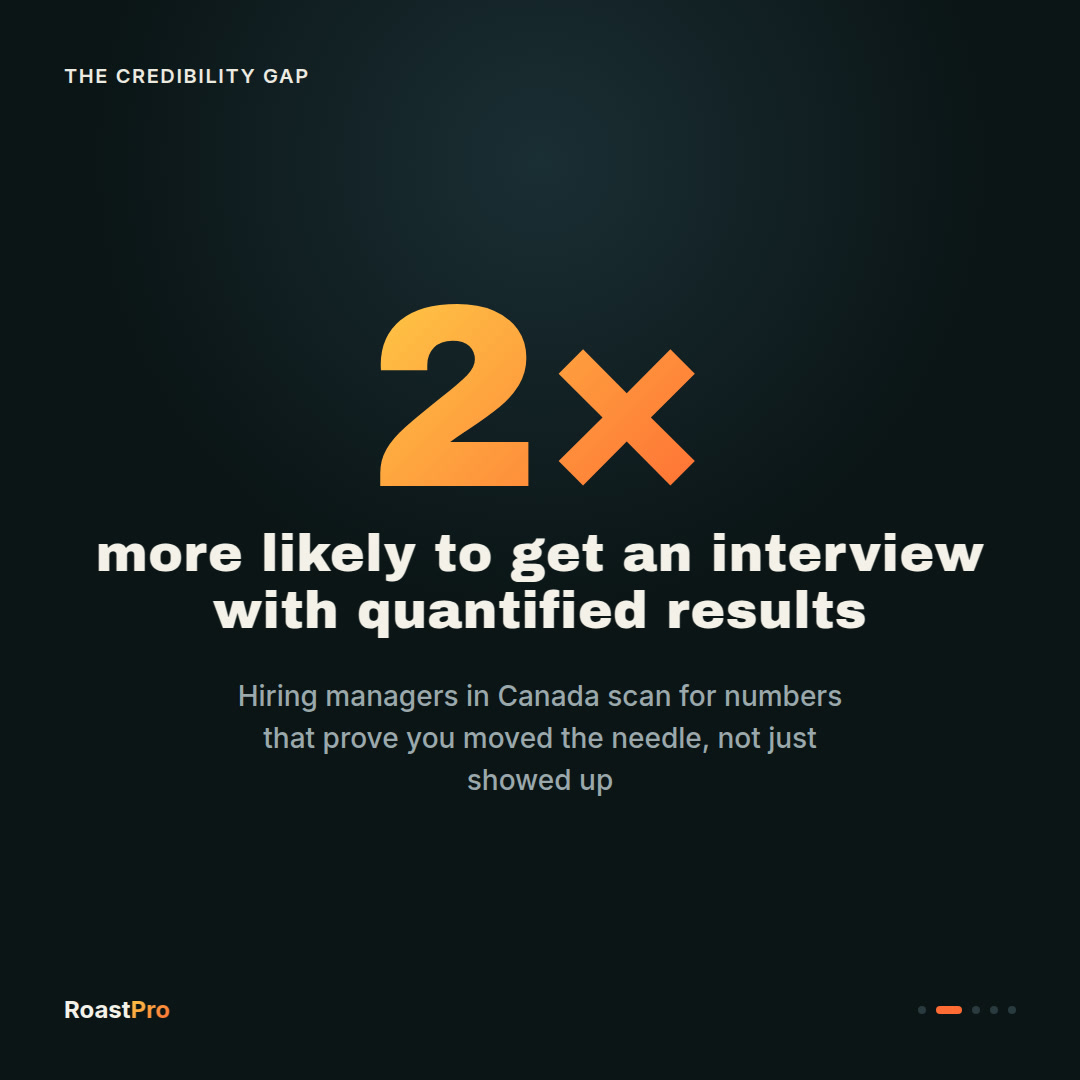 THE CREDIBILITY GAP
2×
more likely to get an interview
with quantified results
Hiring managers in Canada scan for numbers
that prove you moved the needle, not just
showed up
RoastPro